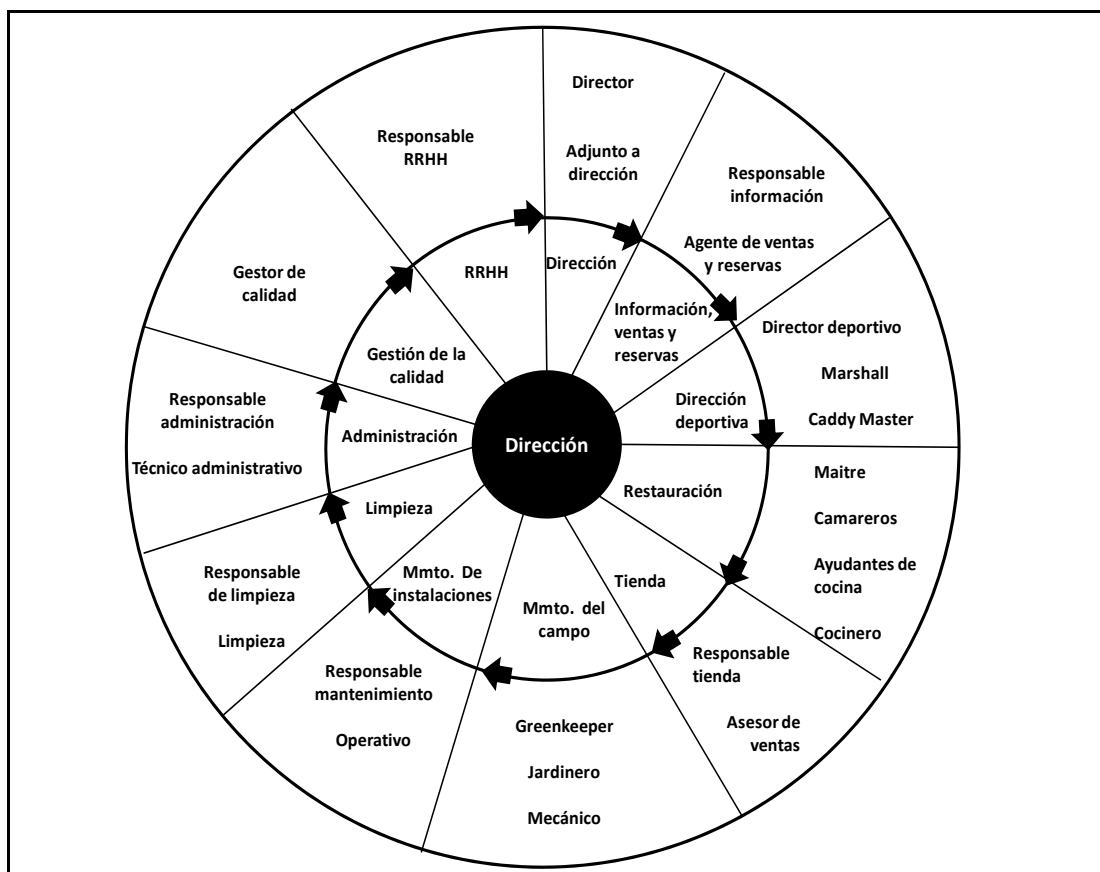 Director
Adjunto a
dirección
Responsable
información
Agente de ventas
y reservas
Director deportivo
Marshall
Caddy Master
Maitre
Camareros
Ayudantes de
cocina
Cocinero
Responsable
tienda
Asesor de
ventas
Greenkeeper
Jardinero
Mecánico
Responsable
mantenimiento
Operativo
Responsable
de limpieza
Limpieza
Responsable
administración
Técnico administrativo
Gestor de
calidad
Responsable
RRHH
Dirección
Información,
ventas y
reservas
Dirección
deportiva
Restauración
Tienda
Mmto. del
campo
Mmto. De
instalaciones
Limpieza
Administración
Gestión de la
calidad
RRHH
Dirección